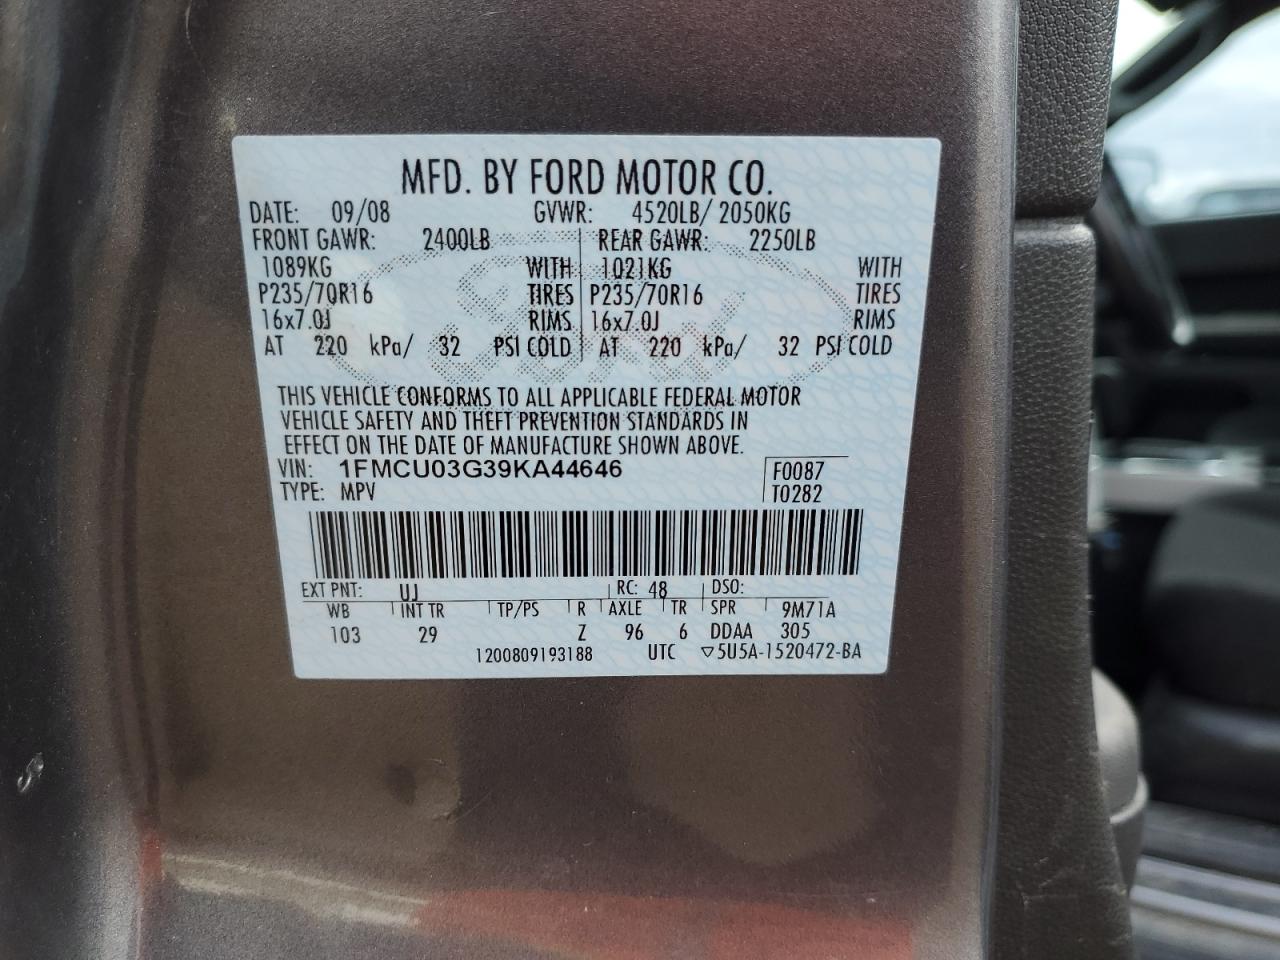 MFD. BY FORD MOTOR CO.
DATE: 09/08 GVWR: 4520LB/ 2050KG
FRONT GAWR: 2400LB REAR GAWR: 2250LB
1089KG WITH 1021KG WITH
P235/70R16 TIRES P235/70R16 TIRES
16x7.0J RIMS 16x7.0J RIMS
AT 220 kPa/ 32 PSI COLD AT 220 kPa/ 32 PSI COLD
THIS VEHICLE CONFORMS TO ALL APPLICABLE FEDERAL MOTOR
VEHICLE SAFETY AND THEFT PREVENTION STANDARDS IN
EFFECT ON THE DATE OF MANUFACTURE SHOWN ABOVE.
VIN: 1FMCU03G39KA44646 F0087
TYPE: MPV T0282
EXT PNT: UJ RC: 48 DSO:
WB INT TR TP/PS R AXLE TR SPR 9M71A
103 29 Z 96 6 DDAA 305
1200809193188 UTC ▽5U5A-1520472-BA